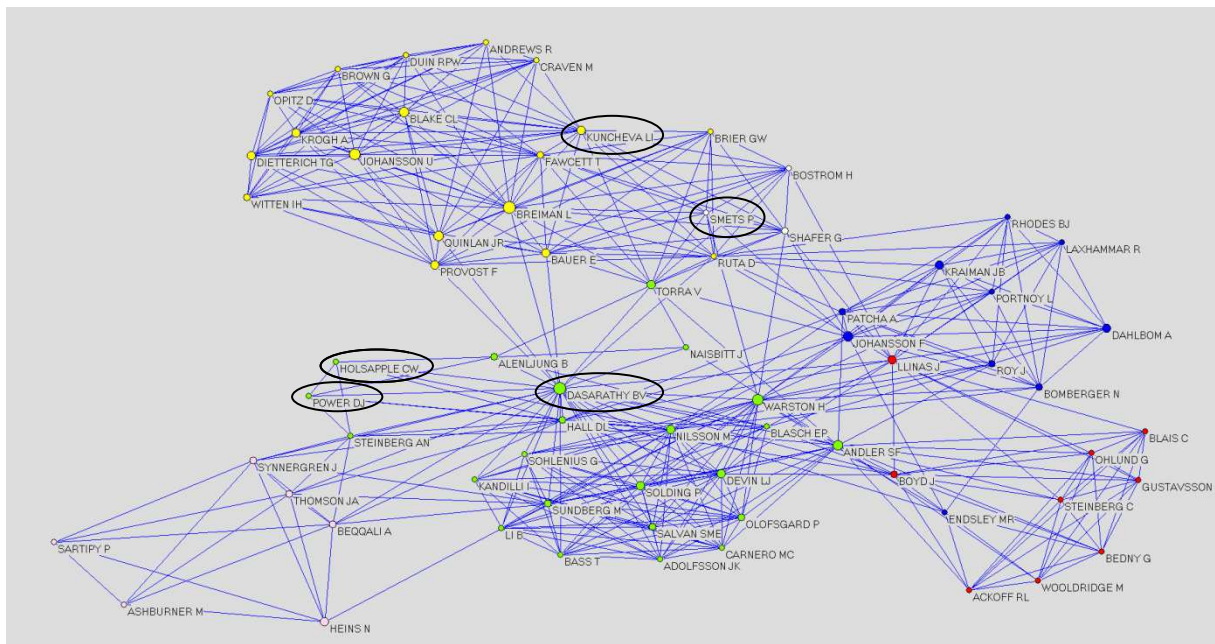 ANDREWS R
DUIN RPW
CRAVEN M
BROWN G
OPITZ D
BLAKE CL
KUNCHEVA LI
KROGH A
BRIER GW
DIETTERICH TG
JOHANSSON U
FAWCETT T
BOSTROM H
WITTEN IH
BREIMAN L
SMETS P
RHODES BJ
SHAFER G
QUINLAN JR
LAXHAMMAR R
BAUER E
RUTA D
PROVOST F
KRAIMAN JB
TORRA V
PORTNOY L
PATCHA A
DAHLBOM A
JOHANSSON F
NAISBITT J
ALENLJUNG B
LLINAS J
HOLSAPPLE CW
ROY J
DASARATHY BV
BOMBERGER N
POWER DJ
WARSTON H
HALL DL
BLASCH EP
NILSSON M
STEINBERG AN
BLAIS C
ANDLER SF
SOHLENIUS G
OHLUND G
SYNNERGREN J
DEVIN LJ
BOYD J
KANDILLI I
GUSTAVSSON
SOLDING P
THOMSON JA
STEINBERG C
SUNDBERG M
ENDSLEY MR
OLOFSGARD P
BEQQALI A
SALVAN SME
LI B
SARTIPY P
CARNERO MC
BEDNY G
BASS T
ADOLFSSON JK
WOOLDRIDGE M
ACKOFF RL
ASHBURNER M
HEINS N